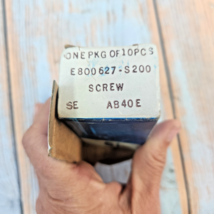 ONE PKG OF 10 PCS
E800627-S200
SCREW
SE AB40E